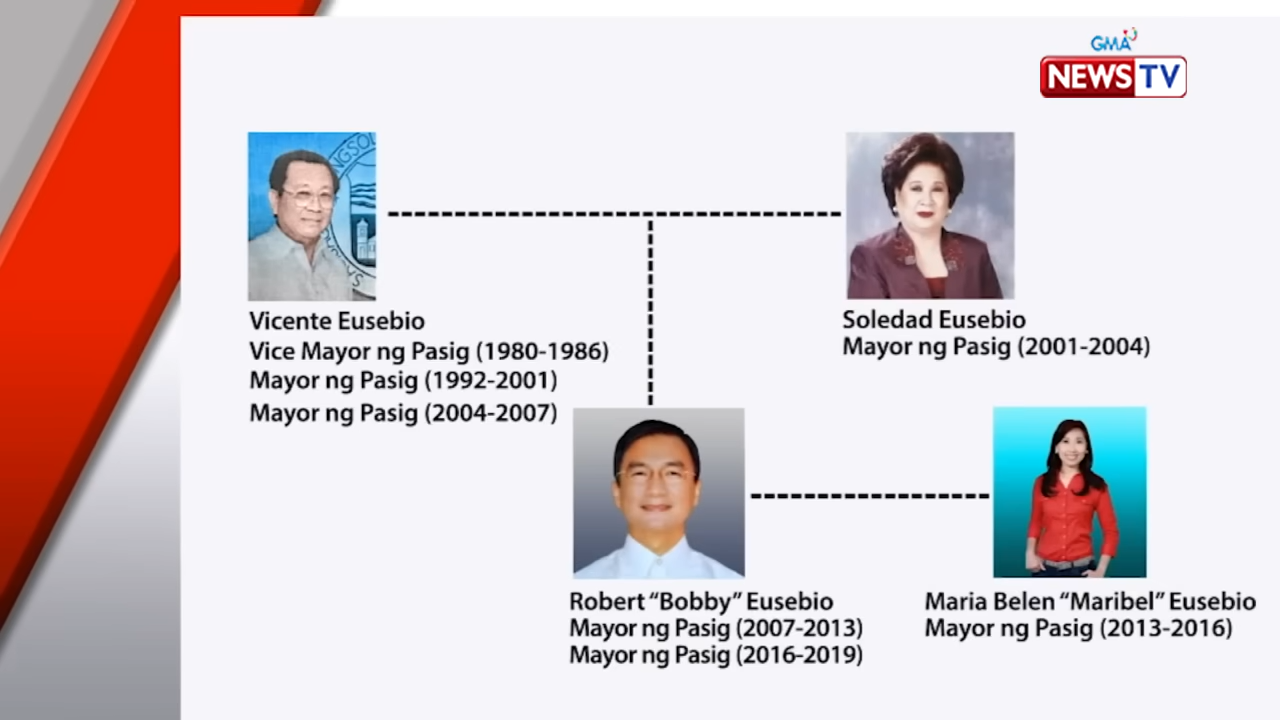 GMA
NEWS TV
Vicente Eusebio
Vice Mayor ng Pasig (1980-1986)
Mayor ng Pasig (1992-2001)
Mayor ng Pasig (2004-2007)
Soledad Eusebio
Mayor ng Pasig (2001-2004)
Robert “Bobby” Eusebio
Mayor ng Pasig (2007-2013)
Mayor ng Pasig (2016-2019)
Maria Belen “Maribel” Eusebio
Mayor ng Pasig (2013-2016)